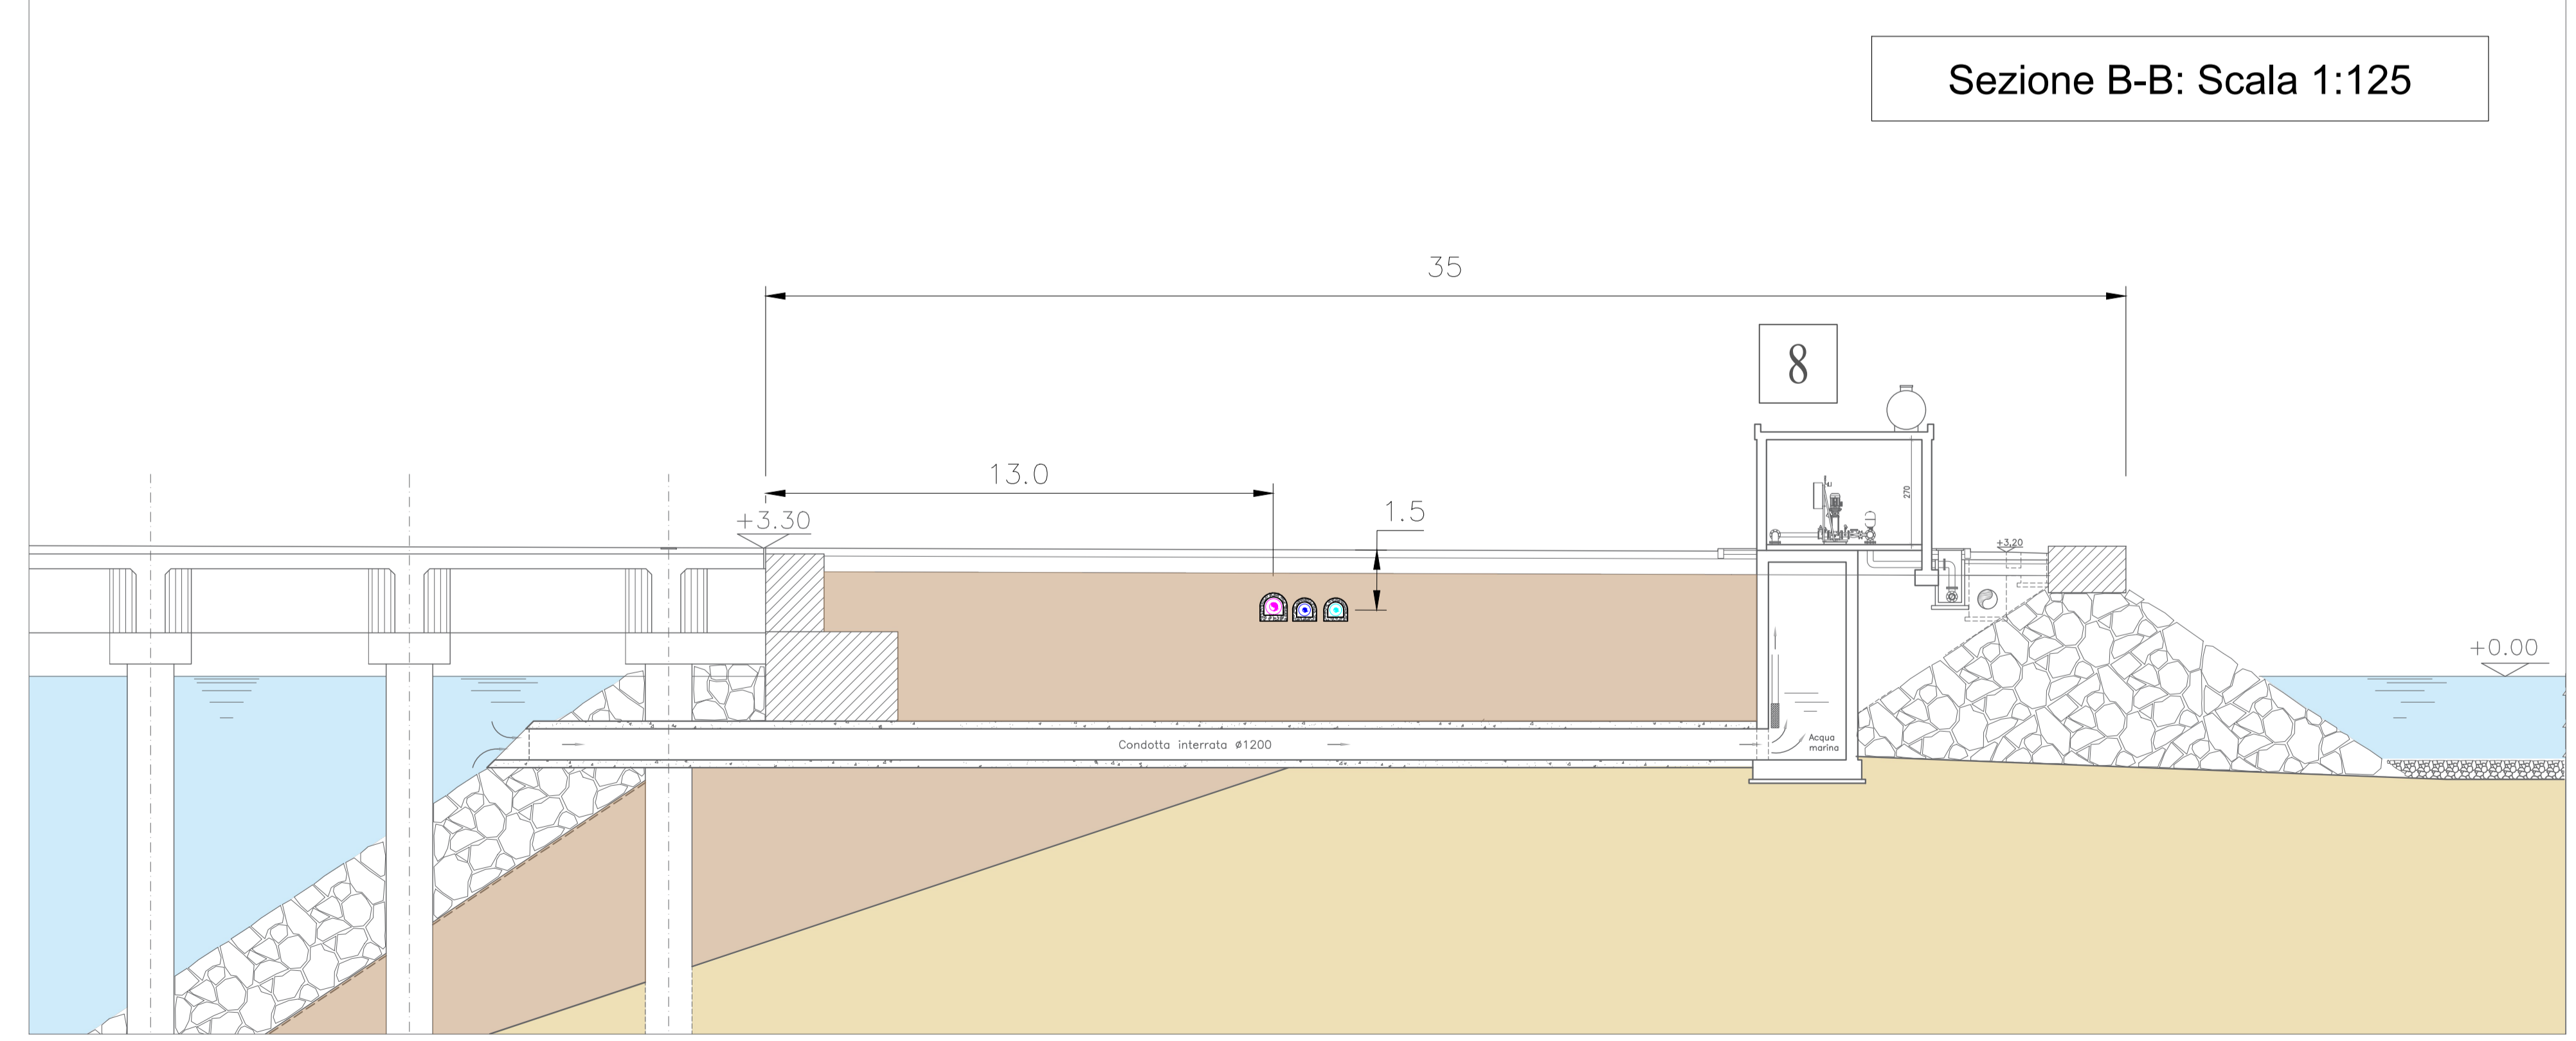 Sezione B-B: Scala 1:125
35
8
13.0
1.5
270
+3.30
+3.20
+0.00
Condotta interrata ø1200
Acqua
marina